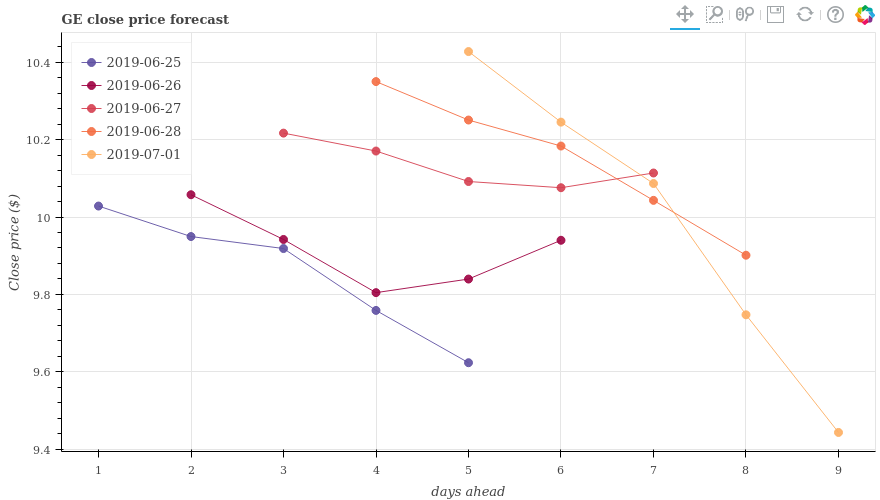 GE close price forecast
2019-06-25
2019-06-26
2019-06-27
2019-06-28
2019-07-01
Close price ($)
10.4
10.2
10
9.8
9.6
9.4
1 2 3 4 5 6 7 8 9
days ahead